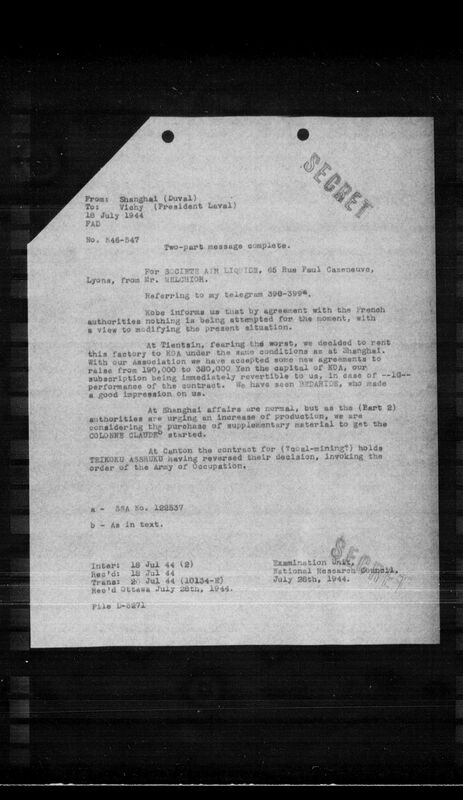 SECRET
From: Shanghai (Duval)
To: Vichy (President Laval)
18 July 1944
FAD
No. 546-547
Two-part message complete.
For SOCIETE AIR LIQUIDE, 65 Rue Paul Cazeneuve,
Lyons, from Mr. MELCHIOR.
Referring to my telegram 398-399a.
Kobe informs us that by agreement with the French
authorities nothing is being attempted for the moment, with
a view to modifying the present situation.
At Tientsin, fearing the worst, we decided to rent
this factory to KOA under the same conditions as at Shanghai.
With our Association we have accepted some new agreements to
raise from 190,000 to 380,000 Yen the capital of KOA, our
subscription being immediately revertible to us, in case of --1G--
performance of the contract. We have seen BEDARIDE, who made
a good impression on us.
At Shanghai affairs are normal, but as the (Part 2)
authorities are urging an increase of production, we are
considering the purchase of supplementary material to get the
COLONNE CLAUDEb started.
At Canton the contract for (?coal-mining?) holds
TEIKOKU ASSHUKU having reversed their decision, invoking the
order of the Army of Occupation.
a - SSA No. 122537
b - As in text.
Inter: 18 Jul 44 (2)
Rec'd: 18 Jul 44
Trans: 26 Jul 44 (10134-E)
Rec'd Ottawa July 28th, 1944.
File D-5271
Examination Unit,
National Research Council,
July 28th, 1944.
SECRET